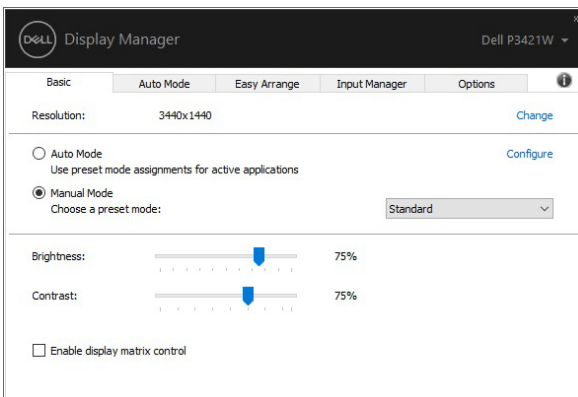 DELL Display Manager Dell P3421W
Basic Auto Mode Easy Arrange Input Manager Options
Resolution: 3440x1440 Change
Auto Mode Configure
Use preset mode assignments for active applications
Manual Mode
Choose a preset mode: Standard
Brightness: 75%
Contrast: 75%
Enable display matrix control